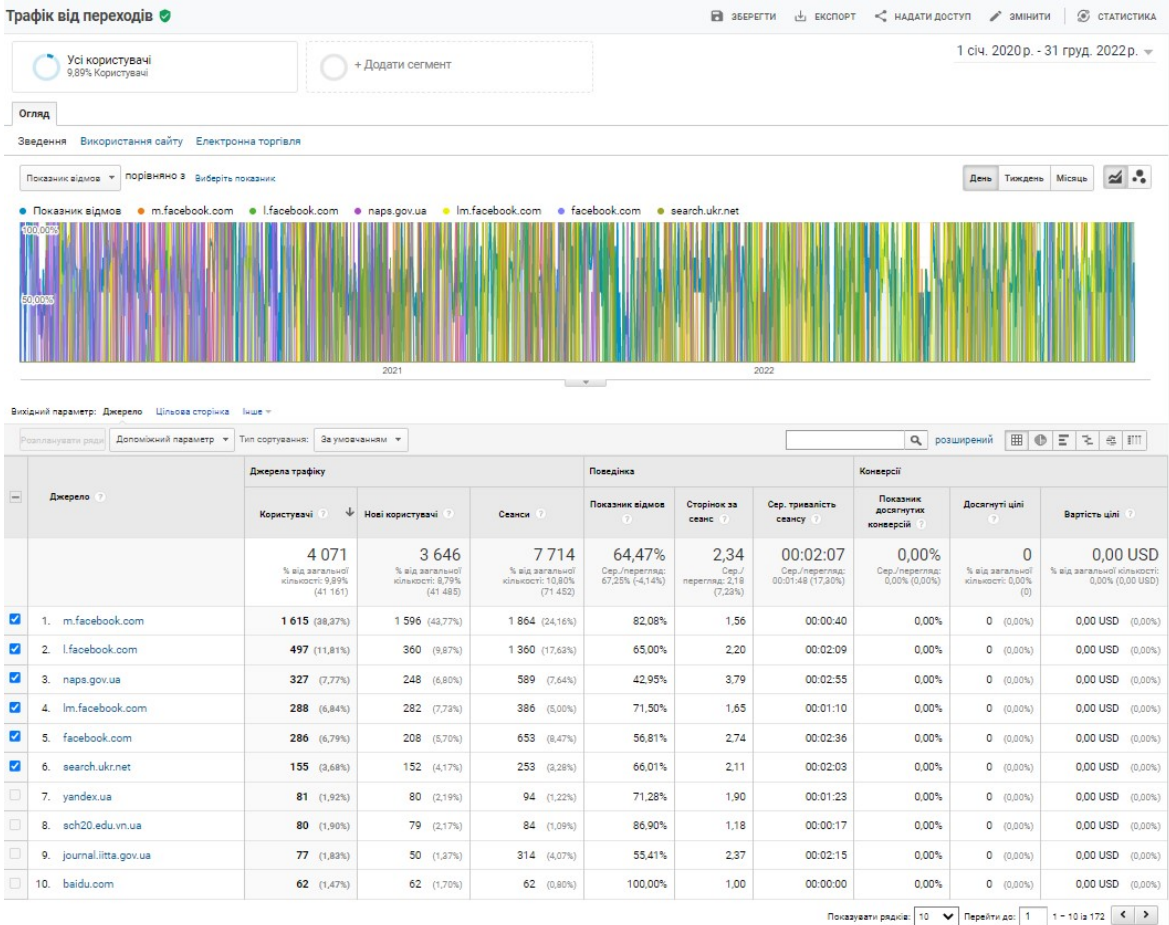 Трафік від переходів
ЗБЕРЕГТИ ЕКСПОРТ НАДАТИ ДОСТУП ЗМІНИТИ СТАТИСТИКА
Усі користувачі
9,89% Користувачі
+ Додати сегмент
1 січ. 2020 р. - 31 груд. 2022 р.
Огляд
Зведення Використання сайту Електронна торгівля
Показник відмов порівняно з Виберіть показник
День Тиждень Місяць
Показник відмов m.facebook.com l.facebook.com naps.gov.ua lm.facebook.com facebook.com search.ukr.net
100,00%
50,00%
2021 2022
Вихідний параметр: Джерело Цільова сторінка Інше
Розпланувати ряди Допоміжний параметр Тип сортування: За умовчанням розширений
Джерела трафіку Поведінка Конверсії
Джерело ? Користувачі ? Нові користувачі ? Сеанси ? Показник відмов ? Сторінок за сеанс ? Сер. тривалість сеансу ? Показник досягнутих конверсій ? Досягнуті цілі ? Вартість цілі ?
4 071 3 646 7 714 64,47% 2,34 00:02:07 0,00% 0 0,00 USD
% від загальної кількості: 9,89% (41 161) % від загальної кількості: 8,79% (41 485) % від загальної кількості: 10,80% (71 452) Сер./перегляд: 67,25% (-4,14%) Сер./перегляд: 2,18 (7,23%) Сер./перегляд: 00:01:48 (17,30%) Сер./перегляд: 0,00% (0,00%) % від загальної кількості: 0,00% (0) % від загальної кількості: 0,00% (0,00 USD)
1. m.facebook.com 1 615 (38,37%) 1 596 (43,77%) 1 864 (24,16%) 82,08% 1,56 00:00:40 0,00% 0 (0,00%) 0,00 USD (0,00%)
2. l.facebook.com 497 (11,81%) 360 (9,87%) 1 360 (17,63%) 65,00% 2,20 00:02:09 0,00% 0 (0,00%) 0,00 USD (0,00%)
3. naps.gov.ua 327 (7,77%) 248 (6,80%) 589 (7,64%) 42,95% 3,79 00:02:55 0,00% 0 (0,00%) 0,00 USD (0,00%)
4. lm.facebook.com 288 (6,84%) 282 (7,73%) 386 (5,00%) 71,50% 1,65 00:01:10 0,00% 0 (0,00%) 0,00 USD (0,00%)
5. facebook.com 286 (6,79%) 208 (5,70%) 653 (8,47%) 56,81% 2,74 00:02:36 0,00% 0 (0,00%) 0,00 USD (0,00%)
6. search.ukr.net 155 (3,68%) 152 (4,17%) 253 (3,28%) 66,01% 2,11 00:02:03 0,00% 0 (0,00%) 0,00 USD (0,00%)
7. yandex.ua 81 (1,92%) 80 (2,19%) 94 (1,22%) 71,28% 1,90 00:01:23 0,00% 0 (0,00%) 0,00 USD (0,00%)
8. sch20.edu.vn.ua 80 (1,90%) 79 (2,17%) 84 (1,09%) 86,90% 1,18 00:00:17 0,00% 0 (0,00%) 0,00 USD (0,00%)
9. journal.iitta.gov.ua 77 (1,83%) 50 (1,37%) 314 (4,07%) 55,41% 2,37 00:02:15 0,00% 0 (0,00%) 0,00 USD (0,00%)
10. baidu.com 62 (1,47%) 62 (1,70%) 62 (0,80%) 100,00% 1,00 00:00:00 0,00% 0 (0,00%) 0,00 USD (0,00%)
Показувати рядків: 10 Перейти до: 1 1 – 10 із 172